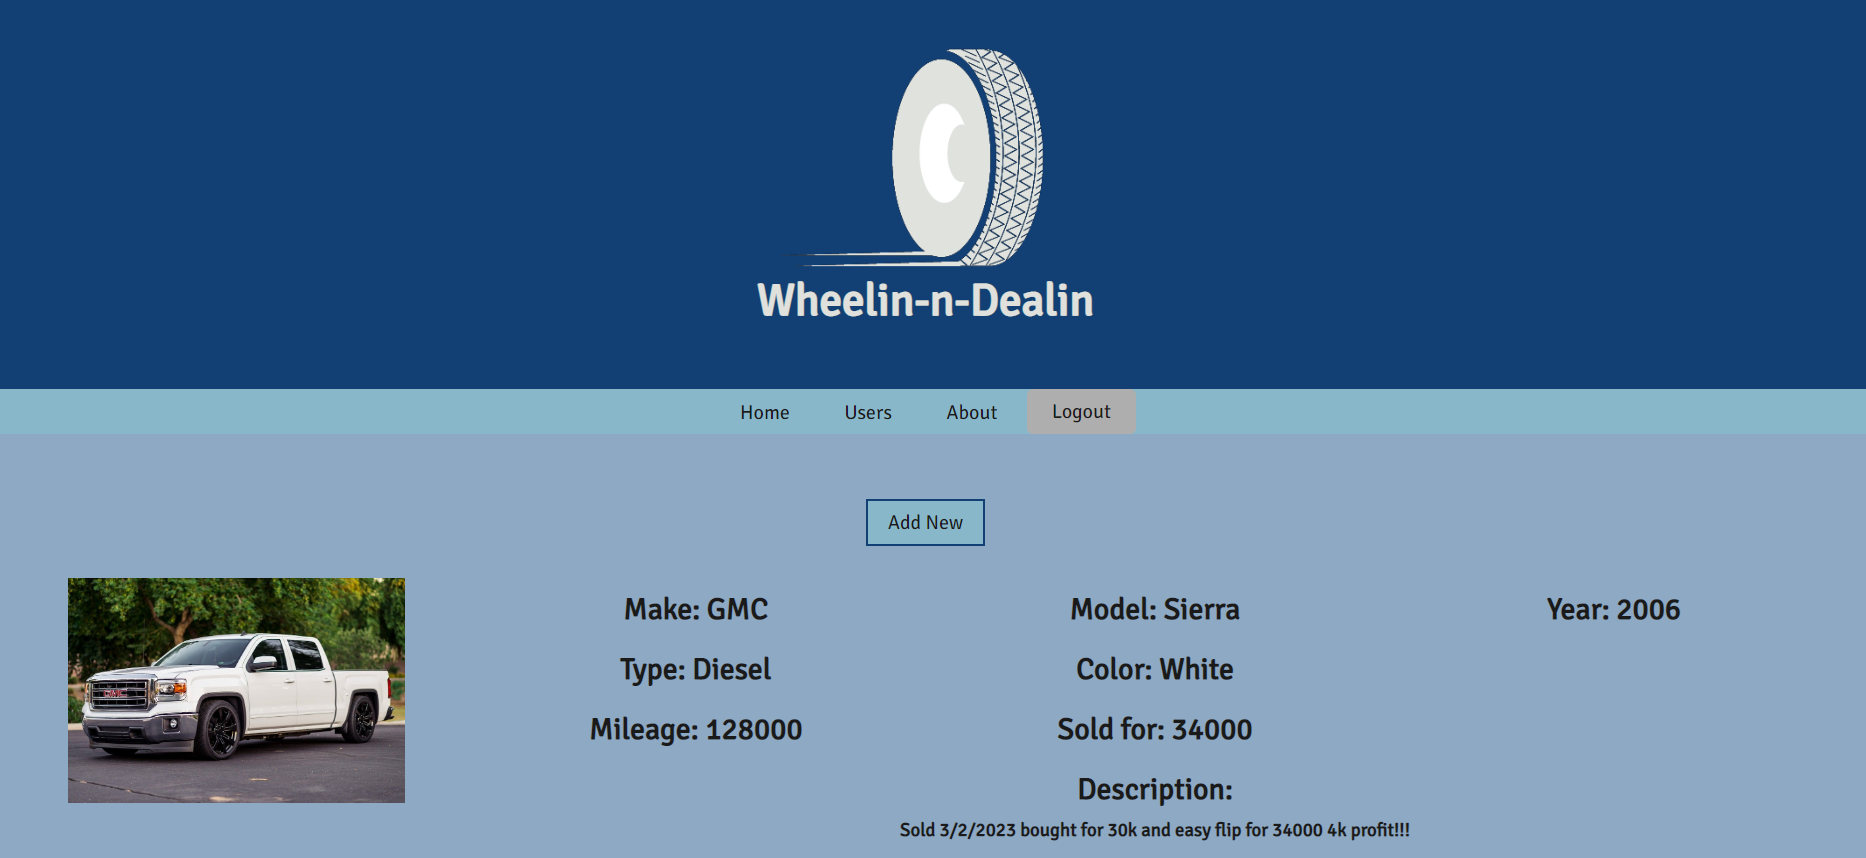 Wheelin-n-Dealin
Home Users About Logout
Add New
Make: GMC Model: Sierra Year: 2006
Type: Diesel Color: White
Mileage: 128000 Sold for: 34000
Description:
Sold 3/2/2023 bought for 30k and easy flip for 34000 4k profit!!!
GMC